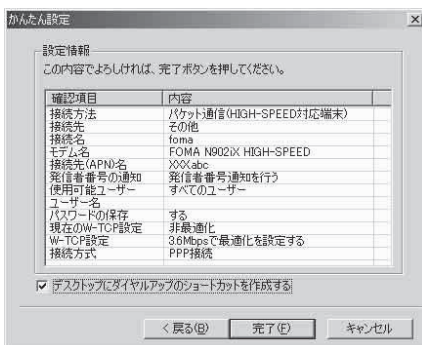 かんたん設定
設定情報
この内容でよろしければ、完了ボタンを押してください。
確認項目 内容
接続方法 パケット通信(HIGH-SPEED対応端末)
接続先 その他
接続名 foma
モデム名 FOMA N902iX HIGH-SPEED
接続先(APN)名 XXXabc
発信者番号の通知 発信者番号通知を行う
使用可能ユーザー すべてのユーザー
ユーザー名
パスワードの保存 する
現在のW-TCP設定 非最適化
W-TCP設定 3.6Mbpsで最適化を設定する
接続方式 PPP接続
デスクトップにダイヤルアップのショートカットを作成する
< 戻る(B) 完了(F) キャンセル